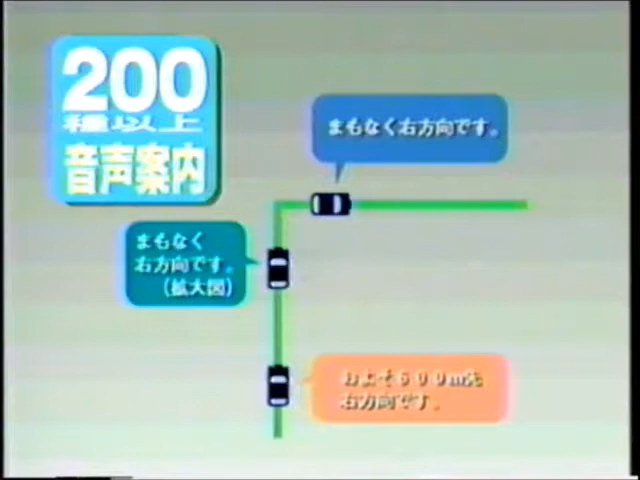 200
種以上
音声案内
まもなく右方向です。
まもなく
右方向です。
(拡大図)
およそ600m先
右方向です。